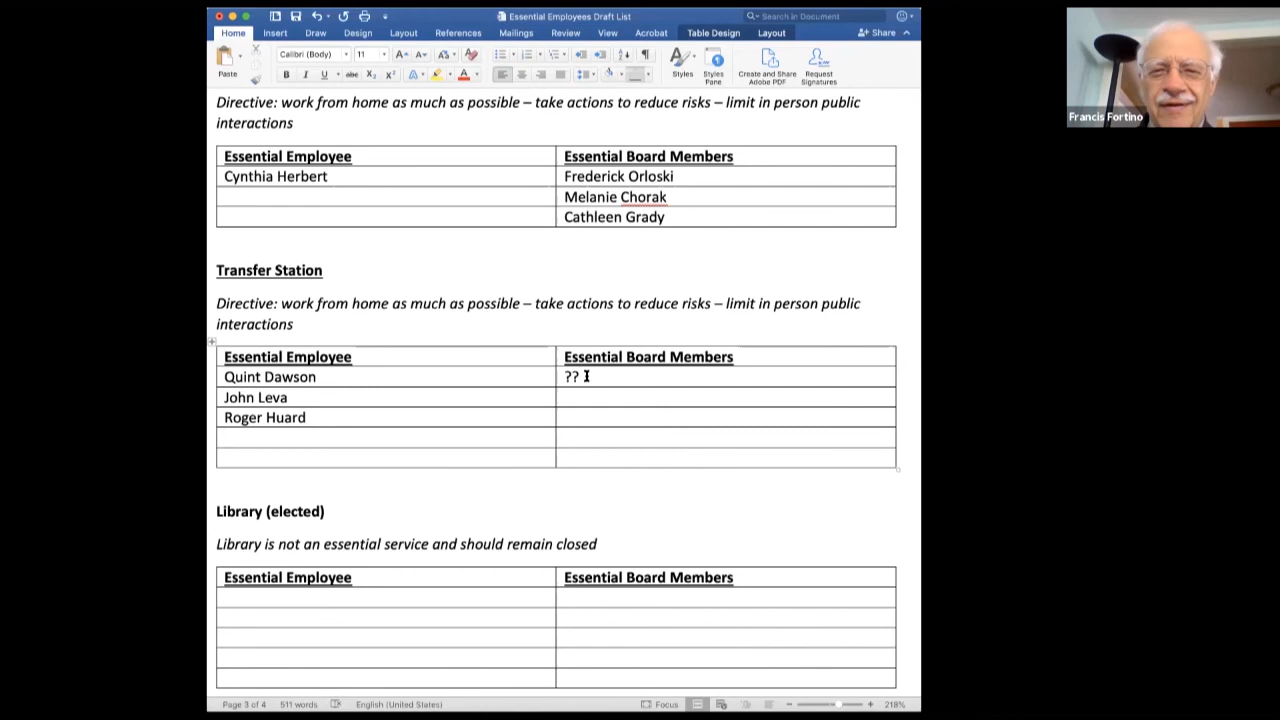 Essential Employees Draft List
Search in Document
Home Insert Draw Design Layout References Mailings Review View Acrobat Table Design Layout Share
Calibri (Body) 11
Paste
Styles Styles Pane Create and Share Adobe PDF Request Signatures
Directive: work from home as much as possible – take actions to reduce risks – limit in person public
interactions
Essential Employee Essential Board Members
Cynthia Herbert Frederick Orloski
Melanie Chorak
Cathleen Grady
Transfer Station
Directive: work from home as much as possible – take actions to reduce risks – limit in person public
interactions
Essential Employee Essential Board Members
Quint Dawson ??
John Leva
Roger Huard
Library (elected)
Library is not an essential service and should remain closed
Essential Employee Essential Board Members
Page 3 of 4 511 words English (United States) Focus 218%
Francis Fortino